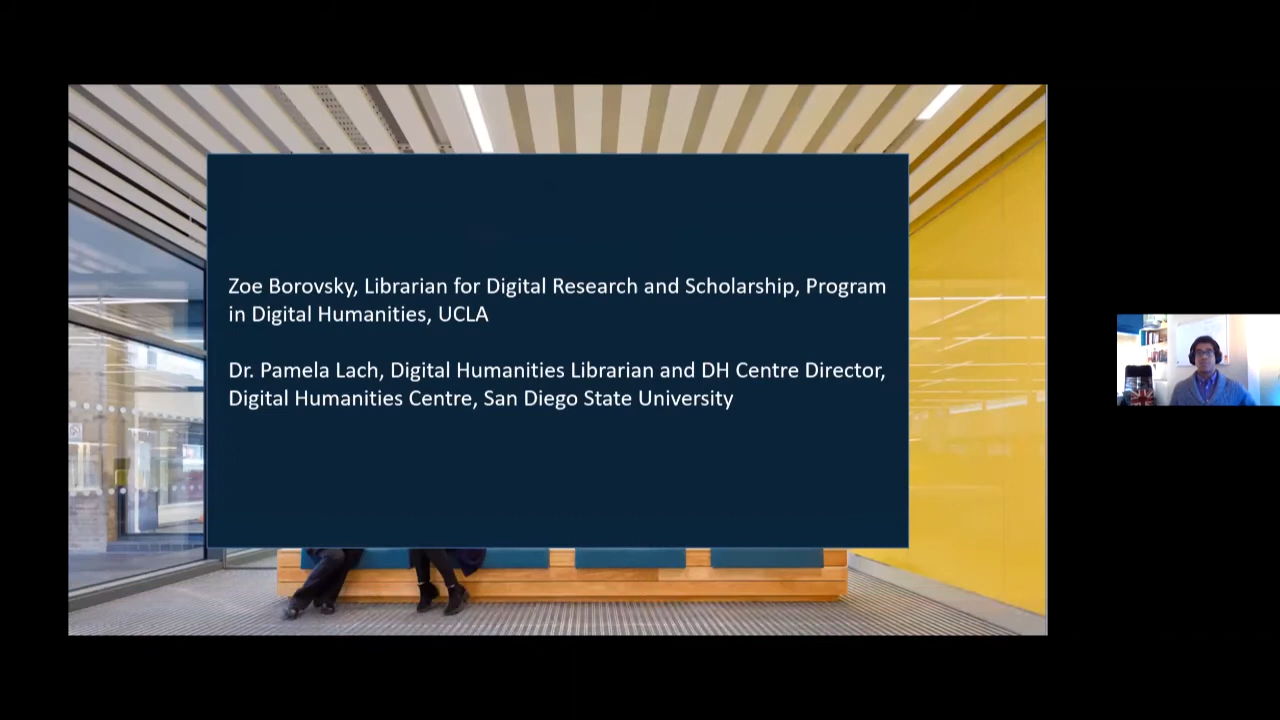 Zoe Borovsky, Librarian for Digital Research and Scholarship, Program
in Digital Humanities, UCLA
Dr. Pamela Lach, Digital Humanities Librarian and DH Centre Director,
Digital Humanities Centre, San Diego State University